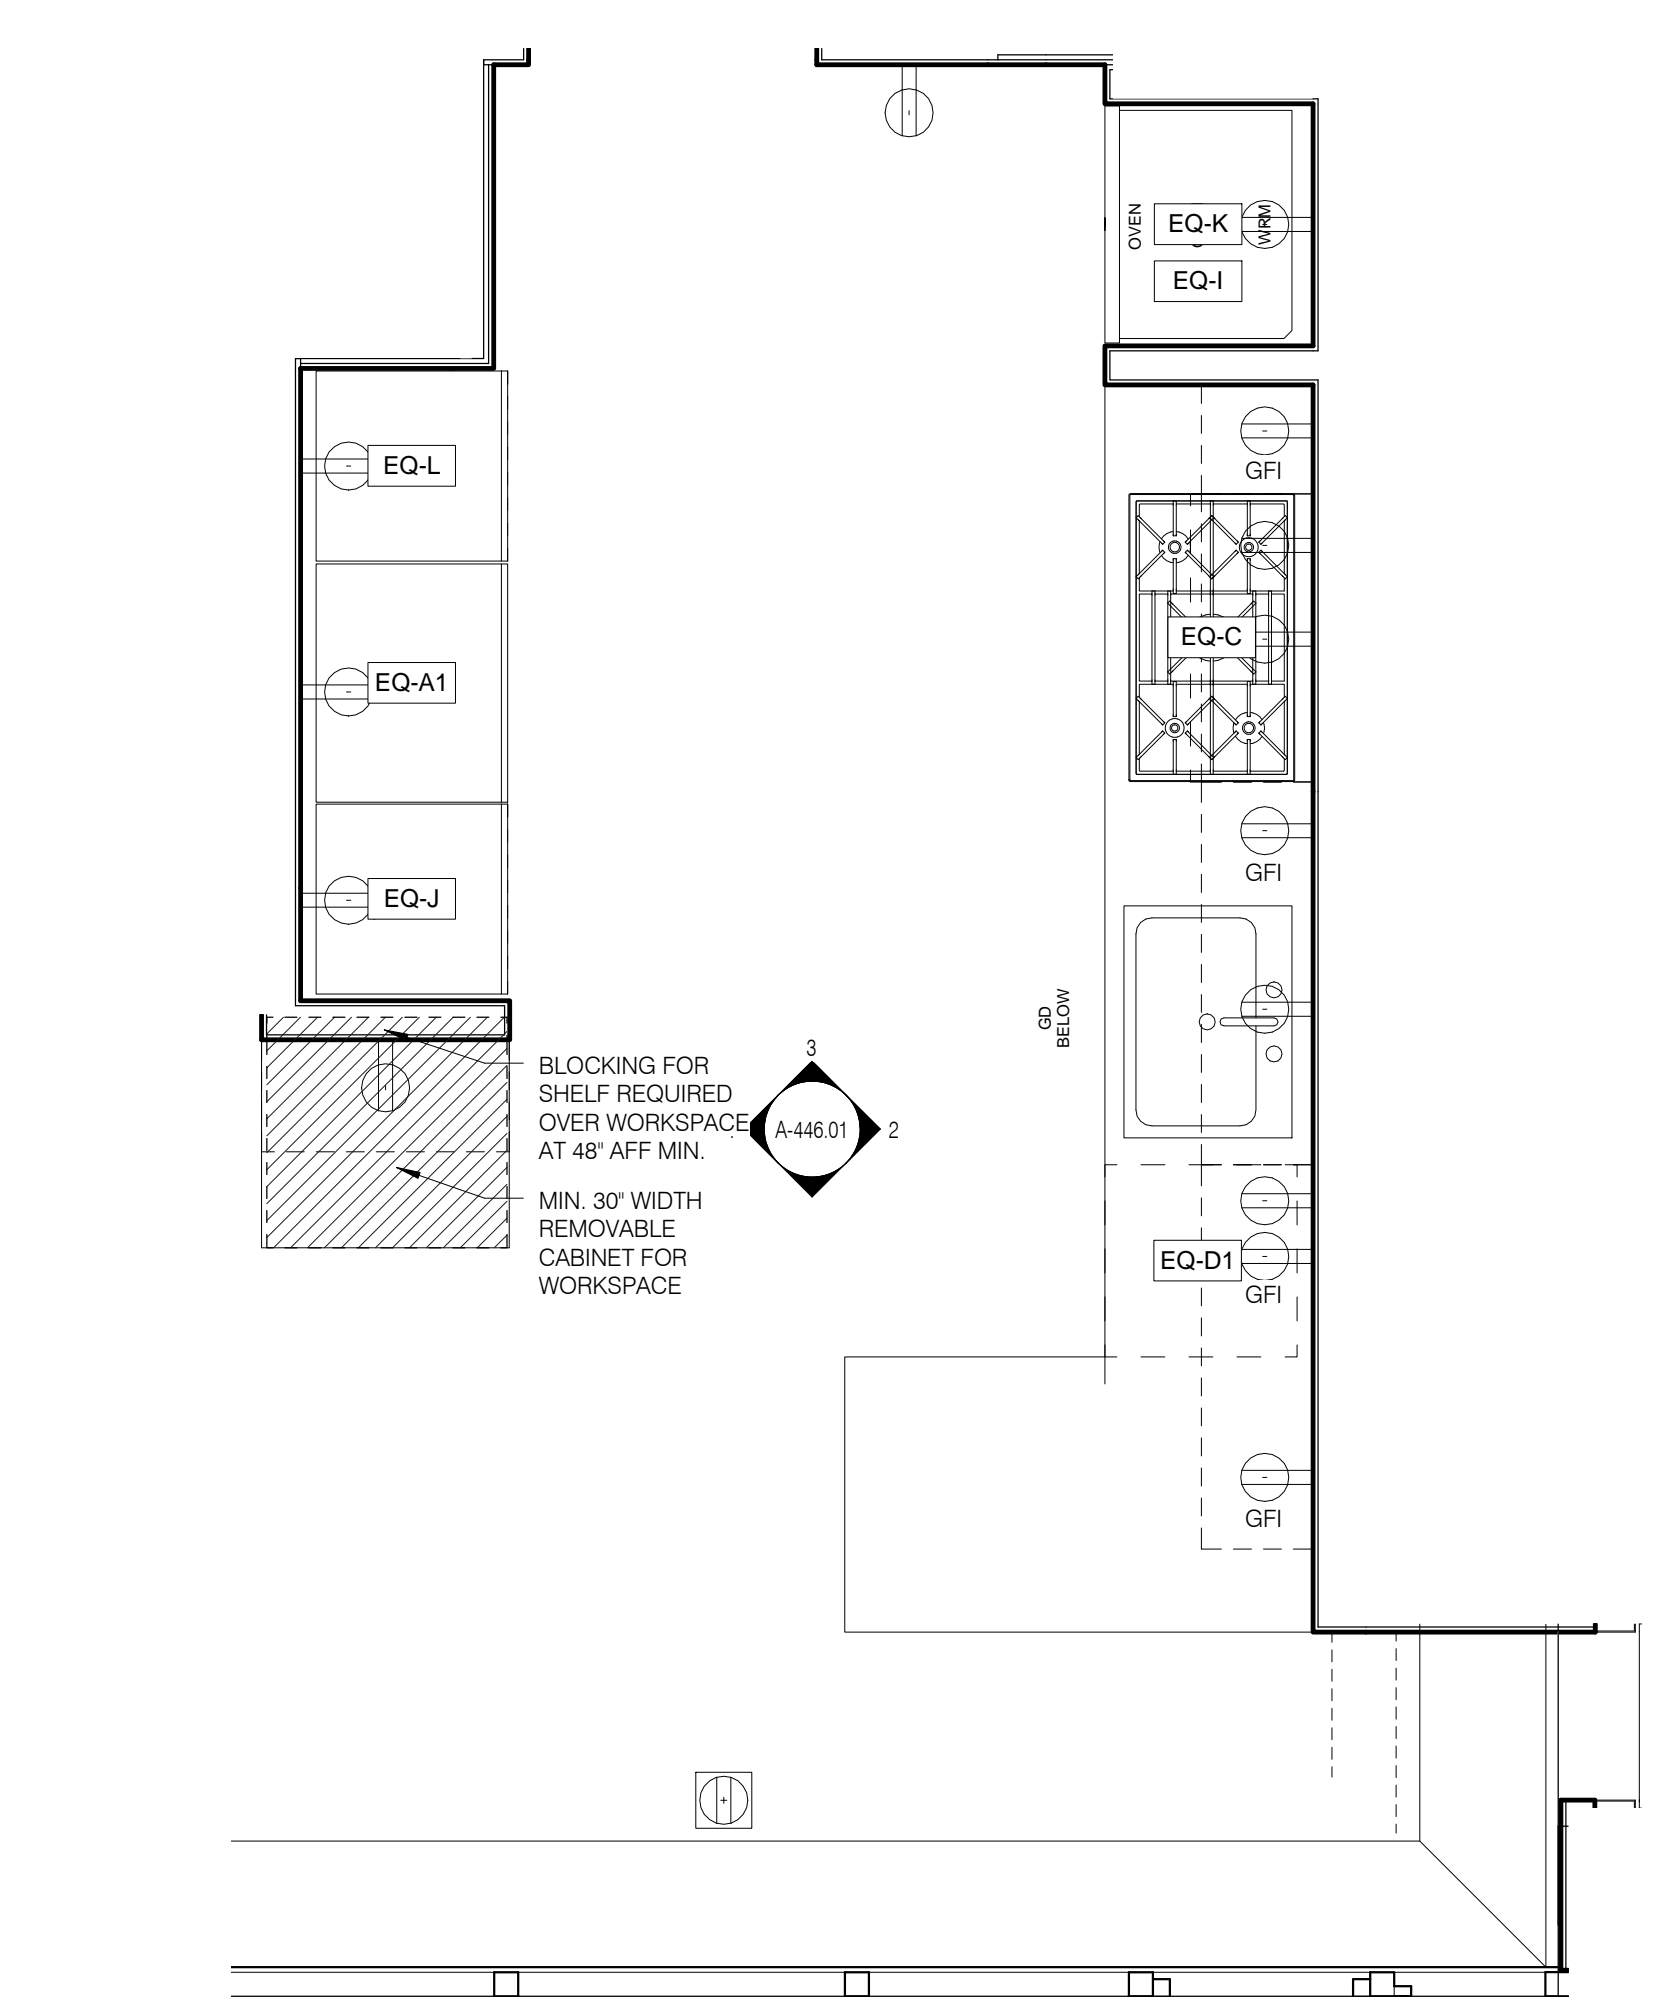 OVEN
EQ-K
WRM
EQ-I
EQ-L
GFI
EQ-C
EQ-A1
GFI
EQ-J
GD
BELOW
BLOCKING FOR
SHELF REQUIRED
OVER WORKSPACE
AT 48" AFF MIN.
3
A-446.01
2
MIN. 30" WIDTH
REMOVABLE
CABINET FOR
WORKSPACE
EQ-D1
GFI
GFI